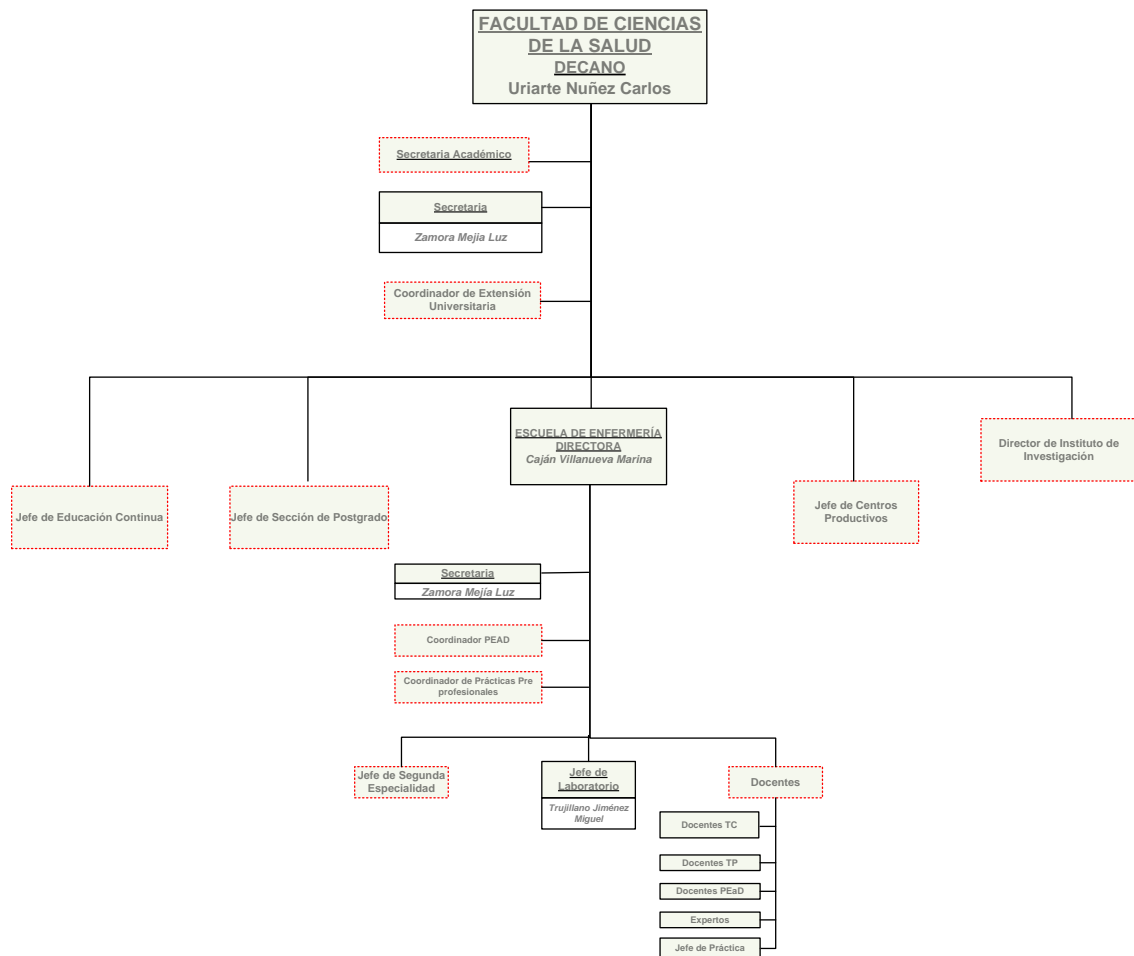 FACULTAD DE CIENCIAS
DE LA SALUD
DECANO
Uriarte Nuñez Carlos
Secretaria Académico
Secretaria
Zamora Mejia Luz
Coordinador de Extensión
Universitaria
ESCUELA DE ENFERMERÍA
DIRECTORA
Caján Villanueva Marina
Director de Instituto de
Investigación
Jefe de Educación Continua
Jefe de Sección de Postgrado
Jefe de Centros
Productivos
Secretaria
Zamora Mejía Luz
Coordinador PEAD
Coordinador de Prácticas Pre
profesionales
Jefe de Segunda
Especialidad
Jefe de
Laboratorio
Trujillano Jiménez
Miguel
Docentes
Docentes TC
Docentes TP
Docentes PEaD
Expertos
Jefe de Práctica